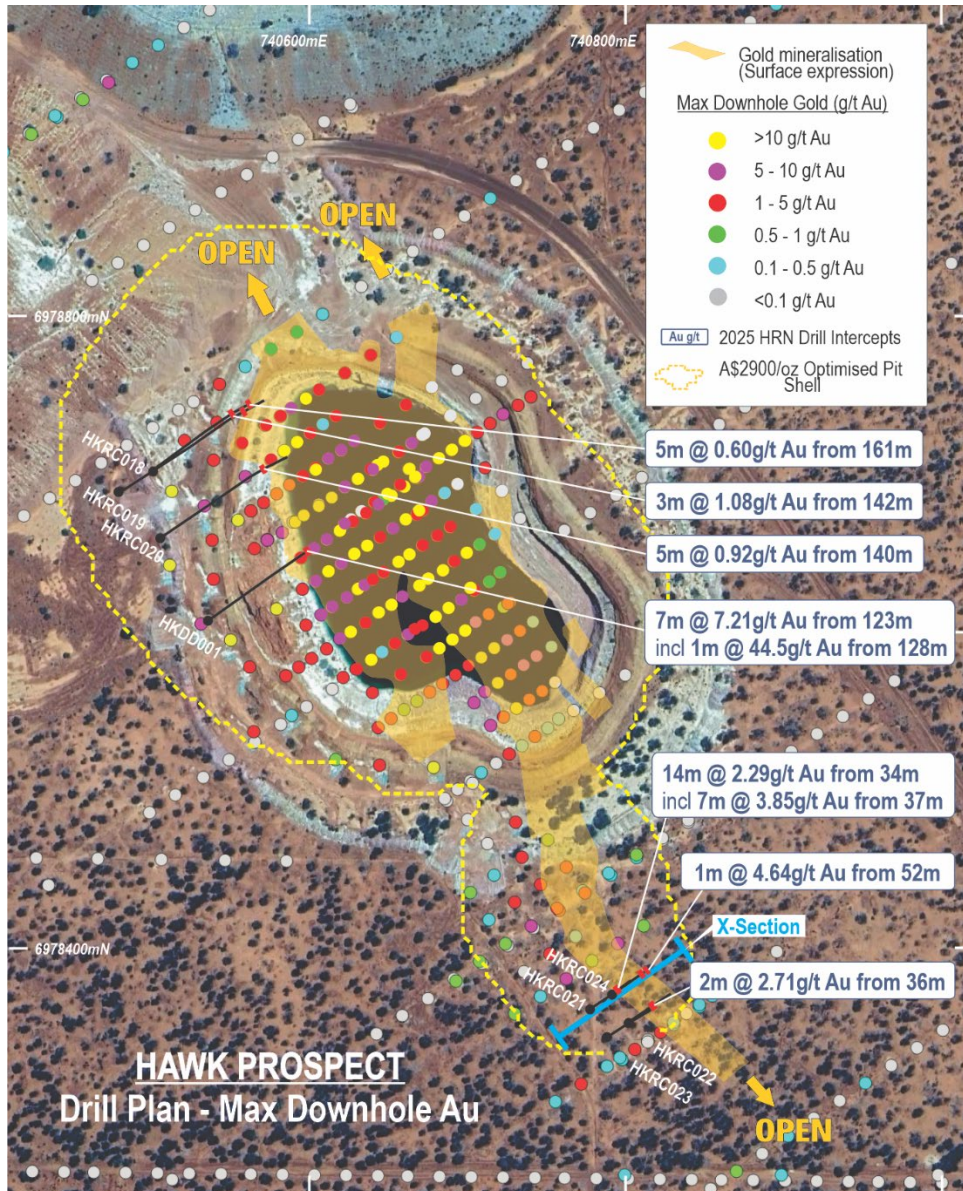 740600mE
740800mE
Gold mineralisation
(Surface expression)
Max Downhole Gold (g/t Au)
>10 g/t Au
5 - 10 g/t Au
1 - 5 g/t Au
0.5 - 1 g/t Au
0.1 - 0.5 g/t Au
<0.1 g/t Au
Au g/t 2025 HRN Drill Intercepts
A$2900/oz Optimised Pit
Shell
OPEN
OPEN
6978800mN
HKRC018
HKRC019
HKRC020
HKDD001
5m @ 0.60g/t Au from 161m
3m @ 1.08g/t Au from 142m
5m @ 0.92g/t Au from 140m
7m @ 7.21g/t Au from 123m
incl 1m @ 44.5g/t Au from 128m
14m @ 2.29g/t Au from 34m
incl 7m @ 3.85g/t Au from 37m
1m @ 4.64g/t Au from 52m
X-Section
2m @ 2.71g/t Au from 36m
6978400mN
HKRC024
HKRC021
HKRC022
HKRC023
HAWK PROSPECT
Drill Plan - Max Downhole Au
OPEN